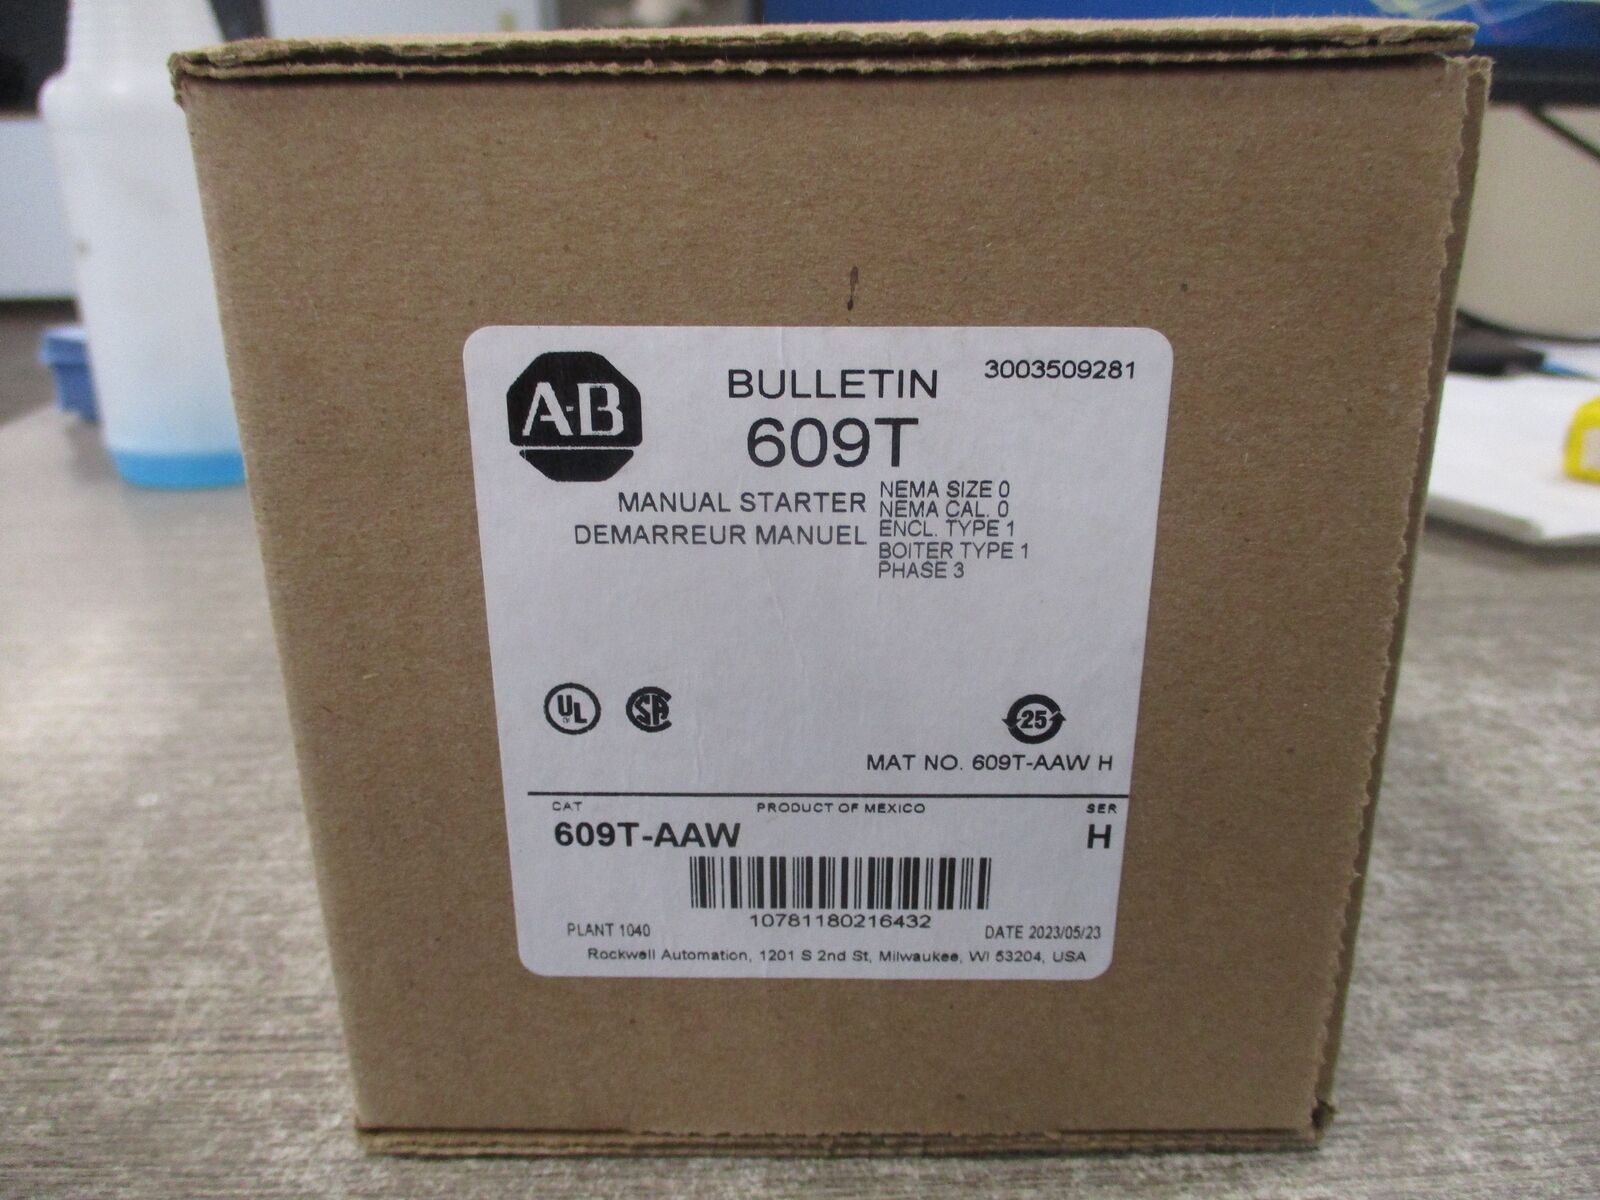 A-B
BULLETIN
609T
3003509281
MANUAL STARTER
DEMARREUR MANUEL
NEMA SIZE 0
NEMA CAL. 0
ENCL. TYPE 1
BOITER TYPE 1
PHASE 3
UL
SA
25
MAT NO. 609T-AAW H
CAT
PRODUCT OF MEXICO
SER
609T-AAW
H
10781180216432
PLANT 1040
DATE 2023/05/23
Rockwell Automation, 1201 S 2nd St, Milwaukee, WI 53204, USA